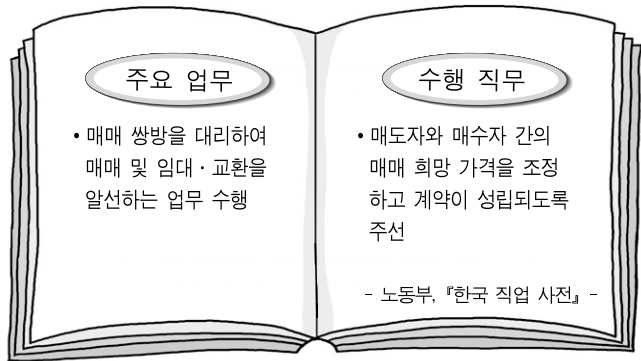 주요 업무
• 매매 쌍방을 대리하여
매매 및 임대 · 교환을
알선하는 업무 수행
수행 직무
• 매도자와 매수자 간의
매매 희망 가격을 조정
하고 계약이 성립되도록
주선
- 노동부, 『한국 직업 사전』 -